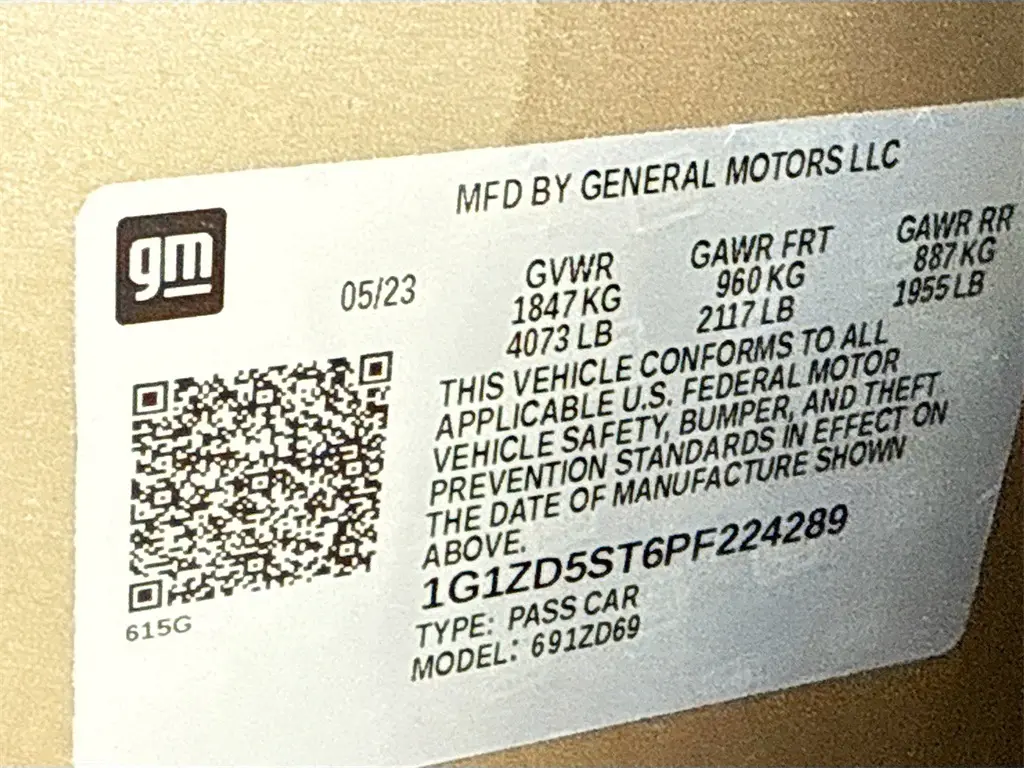 MFD BY GENERAL MOTORS LLC
gm
05/23
GVWR
1847 KG
4073 LB
GAWR FRT
960 KG
2117 LB
GAWR RR
887 KG
1955 LB
THIS VEHICLE CONFORMS TO ALL
APPLICABLE U.S. FEDERAL MOTOR
VEHICLE SAFETY, BUMPER, AND THEFT
PREVENTION STANDARDS IN EFFECT ON
THE DATE OF MANUFACTURE SHOWN
ABOVE.
1G1ZD5ST6PF224289
TYPE: PASS CAR
MODEL: 691ZD69
615G